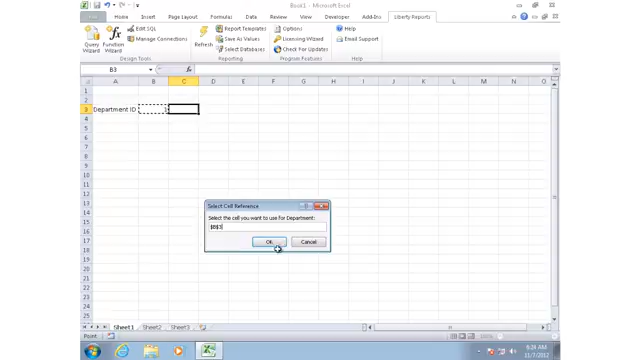 Book1 - Microsoft Excel
File Home Insert Page Layout Formulas Data Review View Developer Add-Ins Liberty Reports
Query Wizard
Function Wizard
Edit SQL
Manage Connections
Design Tools
Refresh
Report Templates
Save As Values
Select Databases
Reporting
Options
Licensing Wizard
Check For Updates
Program Features
Help
Email Support
Support
B3 fx
A B C D E F G H I J K L M N O
1
2
3 Department ID 1
4
5
6
7
8
9
10
11
12
13
14
15
16
17
18
19
20
21
22
23
24
25
Select Cell Reference
Select the cell you want to use for Department:
$B$3
OK Cancel
Sheet1 Sheet2 Sheet3
Point 100%
6:24 AM
11/7/2012